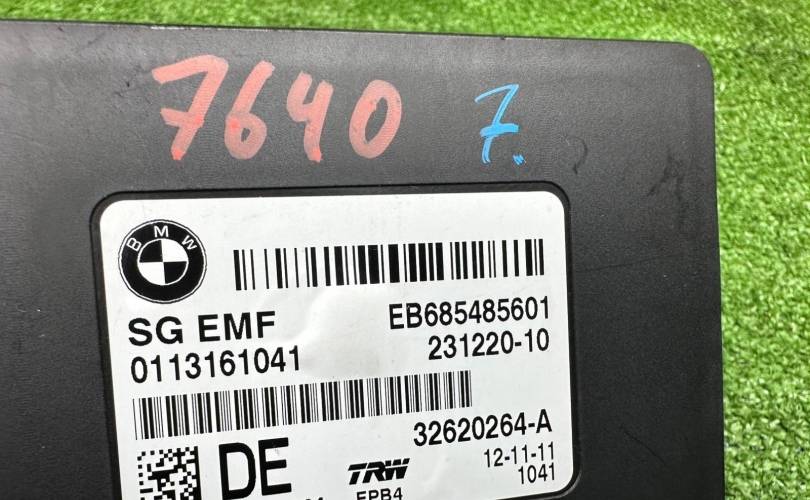 7640 7.
BMW
SG EMF EB685485601
0113161041 231220-10
32620264-A
DE TRW 12-11-11
EPB4 1041